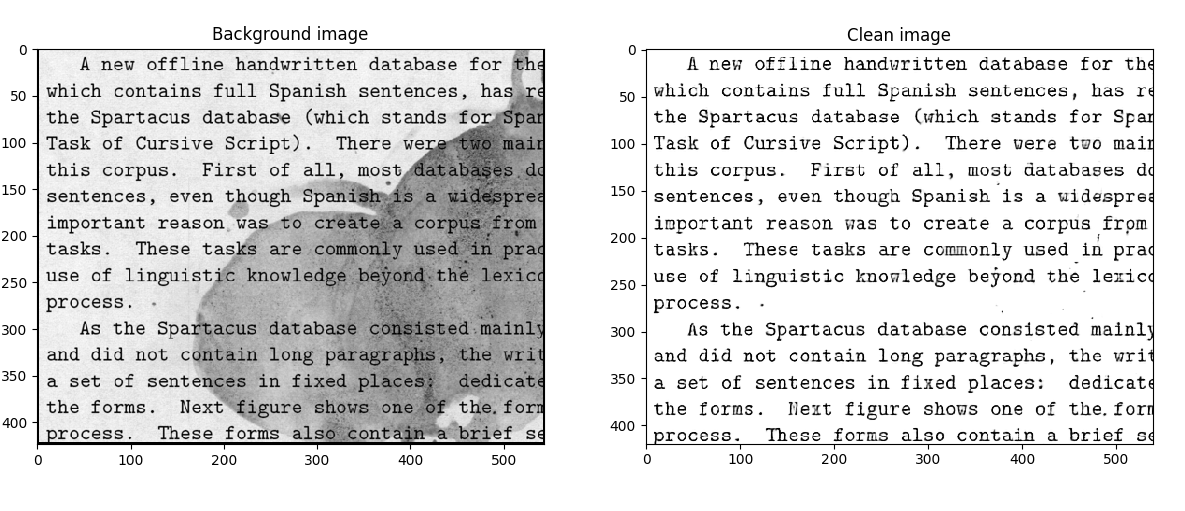 Background image
A new offline handwritten database for the
which contains full Spanish sentences, has re
the Spartacus database (which stands for Span
Task of Cursive Script).  There were two main
this corpus.  First of all, most databases do
sentences, even though Spanish is a widesprea
important reason was to create a corpus from
tasks.  These tasks are commonly used in prac
use of linguistic knowledge beyond the lexico
process.
As the Spartacus database consisted mainly
and did not contain long paragraphs, the writ
a set of sentences in fixed places:  dedicate
the forms.  Next figure shows one of the form
process.  These forms also contain a brief se
0
50
100
150
200
250
300
350
400
0 100 200 300 400 500
Clean image
A new offline handwritten database for the
which contains full Spanish sentences, has re
the Spartacus database (which stands for Span
Task of Cursive Script).  There were two main
this corpus.  First of all, most databases do
sentences, even though Spanish is a widesprea
important reason was to create a corpus from
tasks.  These tasks are commonly used in prac
use of linguistic knowledge beyond the lexico
process.
As the Spartacus database consisted mainly
and did not contain long paragraphs, the writ
a set of sentences in fixed places:  dedicate
the forms.  Next figure shows one of the form
process.  These forms also contain a brief se
0
50
100
150
200
250
300
350
400
0 100 200 300 400 500